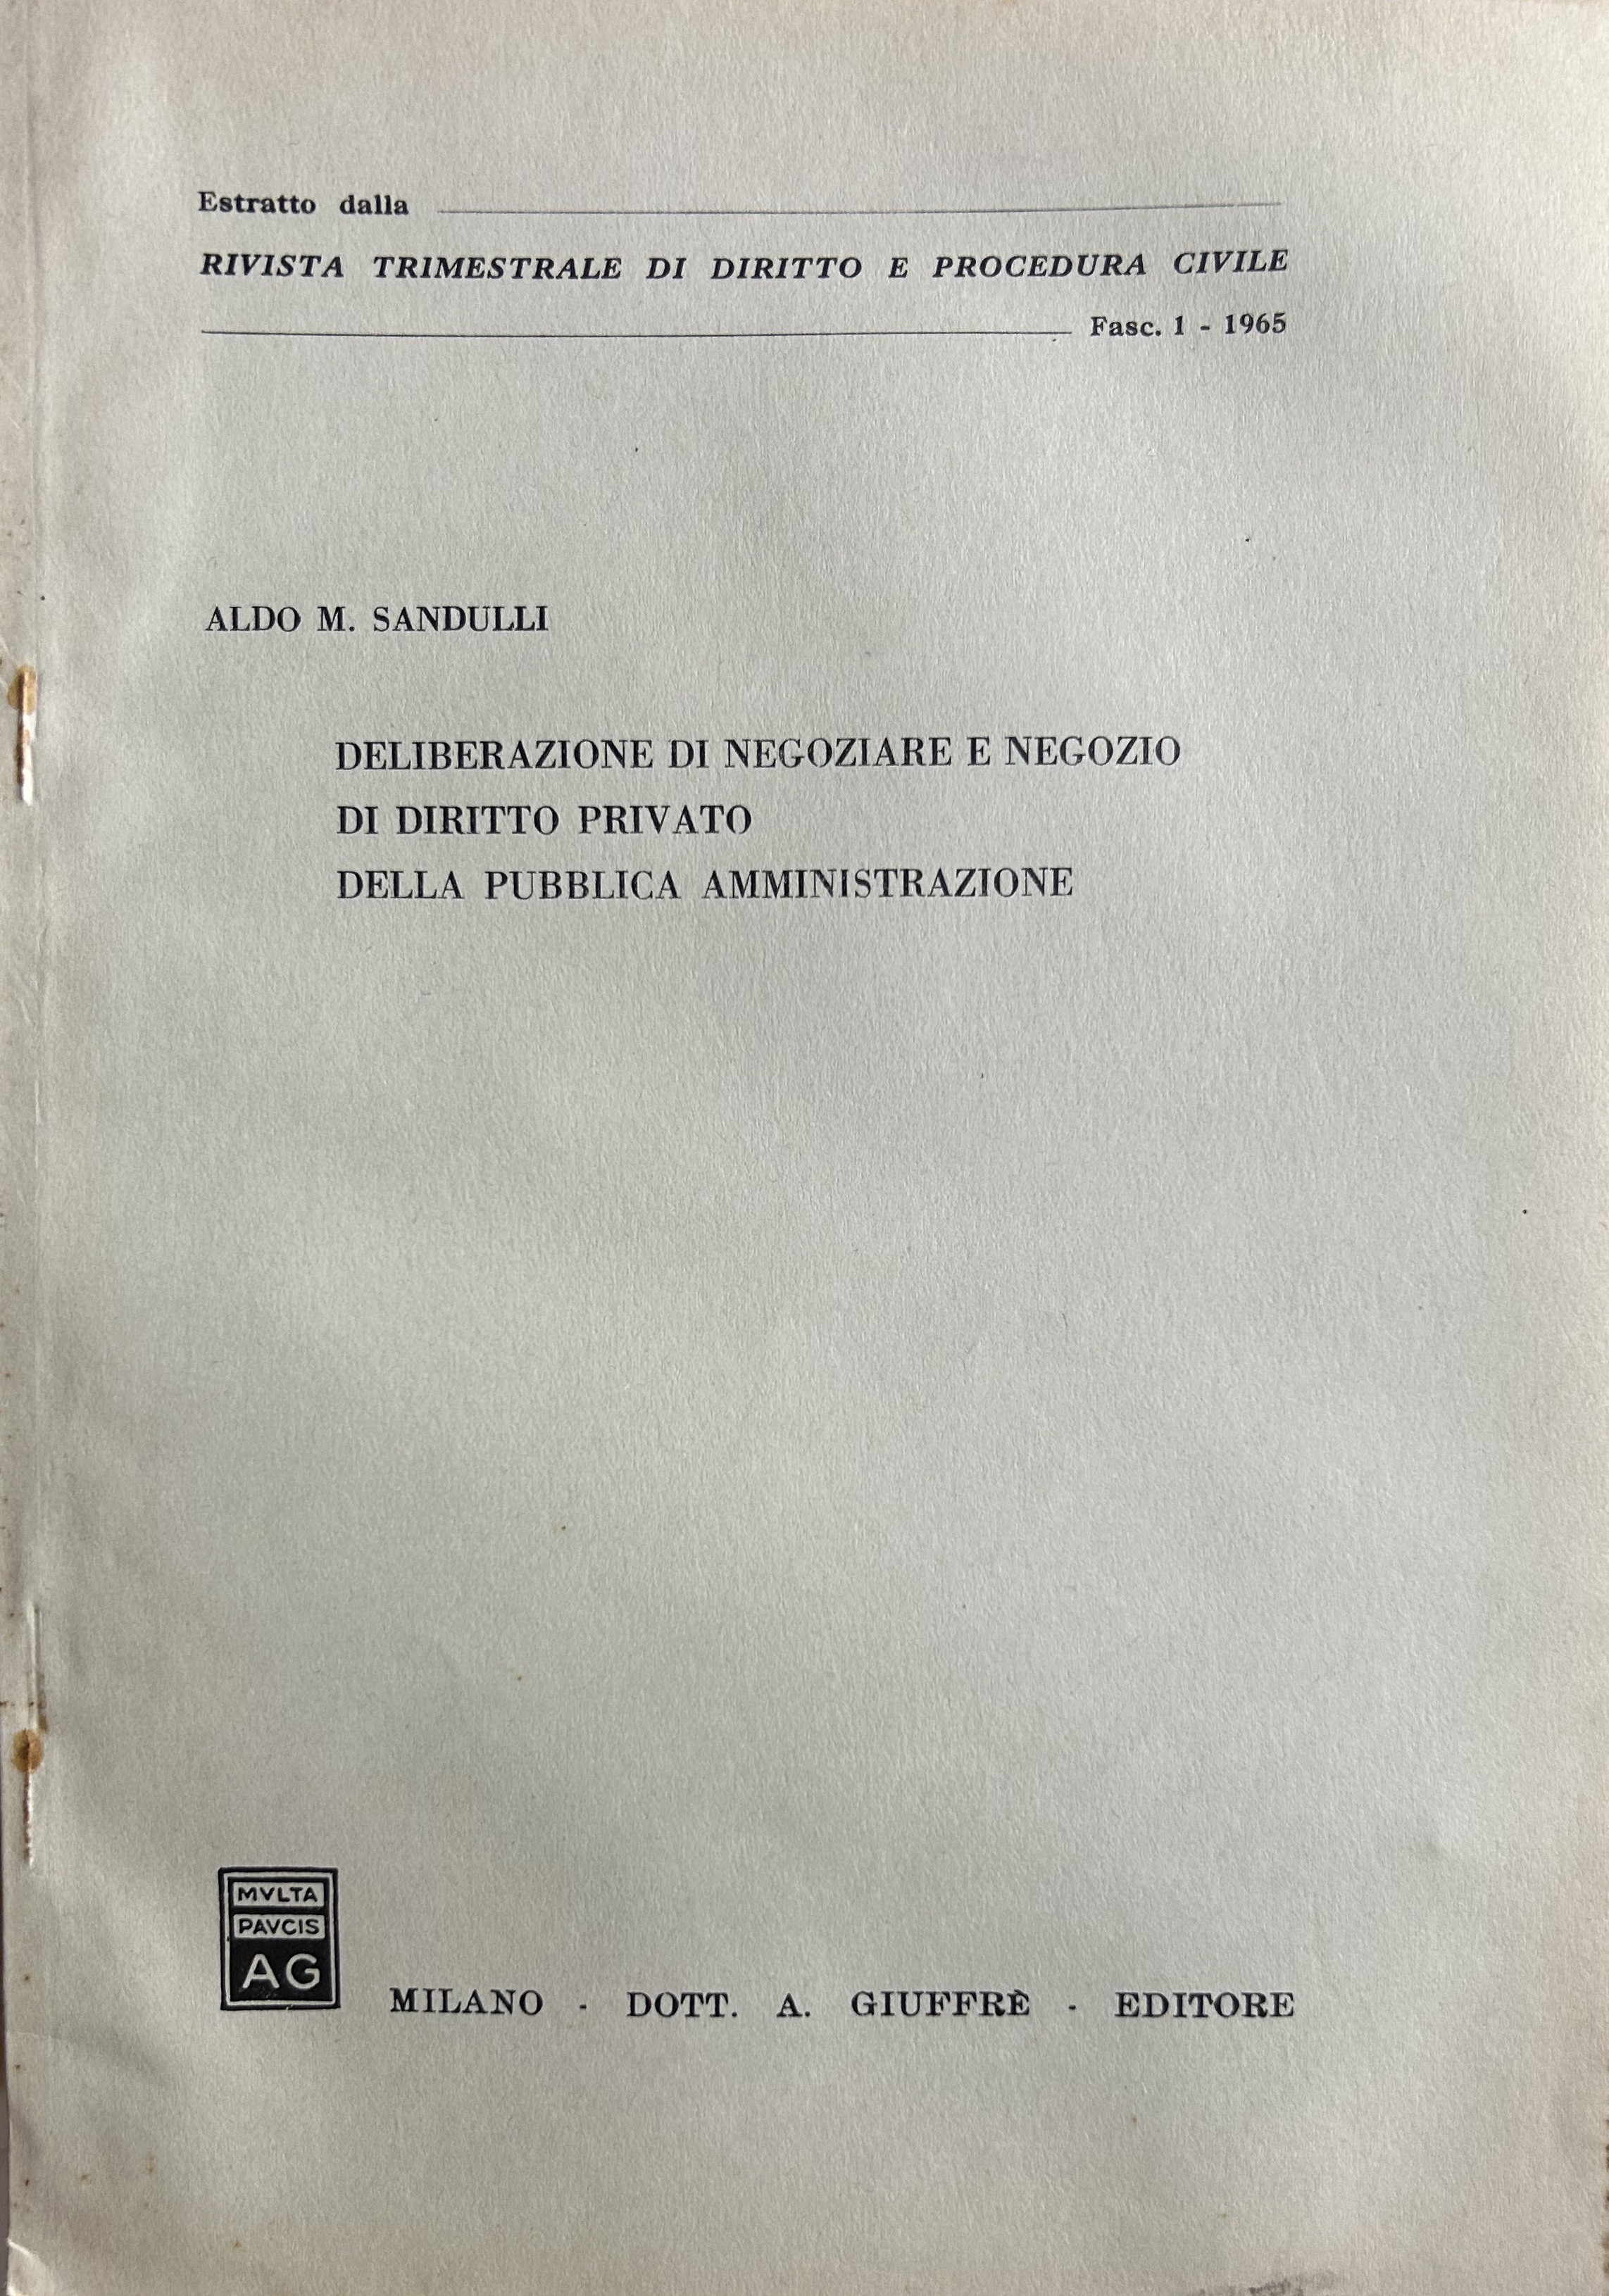 Estratto dalla
RIVISTA TRIMESTRALE DI DIRITTO E PROCEDURA CIVILE
Fasc. 1 - 1965
ALDO M. SANDULLI
DELIBERAZIONE DI NEGOZIARE E NEGOZIO
DI DIRITTO PRIVATO
DELLA PUBBLICA AMMINISTRAZIONE
MVLTA
PAVCIS
AG
MILANO - DOTT. A. GIUFFRÈ - EDITORE